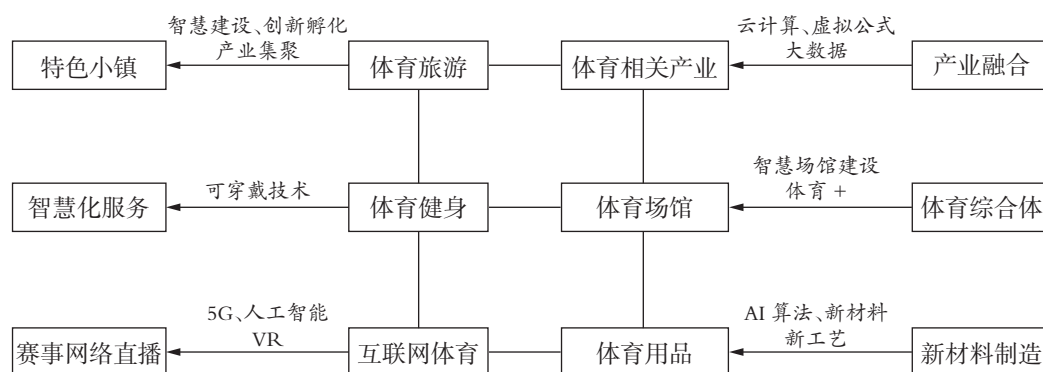 智慧建设、创新孵化
产业集聚
云计算、虚拟公式
大数据
特色小镇
体育旅游
体育相关产业
产业融合
可穿戴技术
智慧场馆建设
体育 +
智慧化服务
体育健身
体育场馆
体育综合体
5G、人工智能
VR
AI 算法、新材料
新工艺
赛事网络直播
互联网体育
体育用品
新材料制造